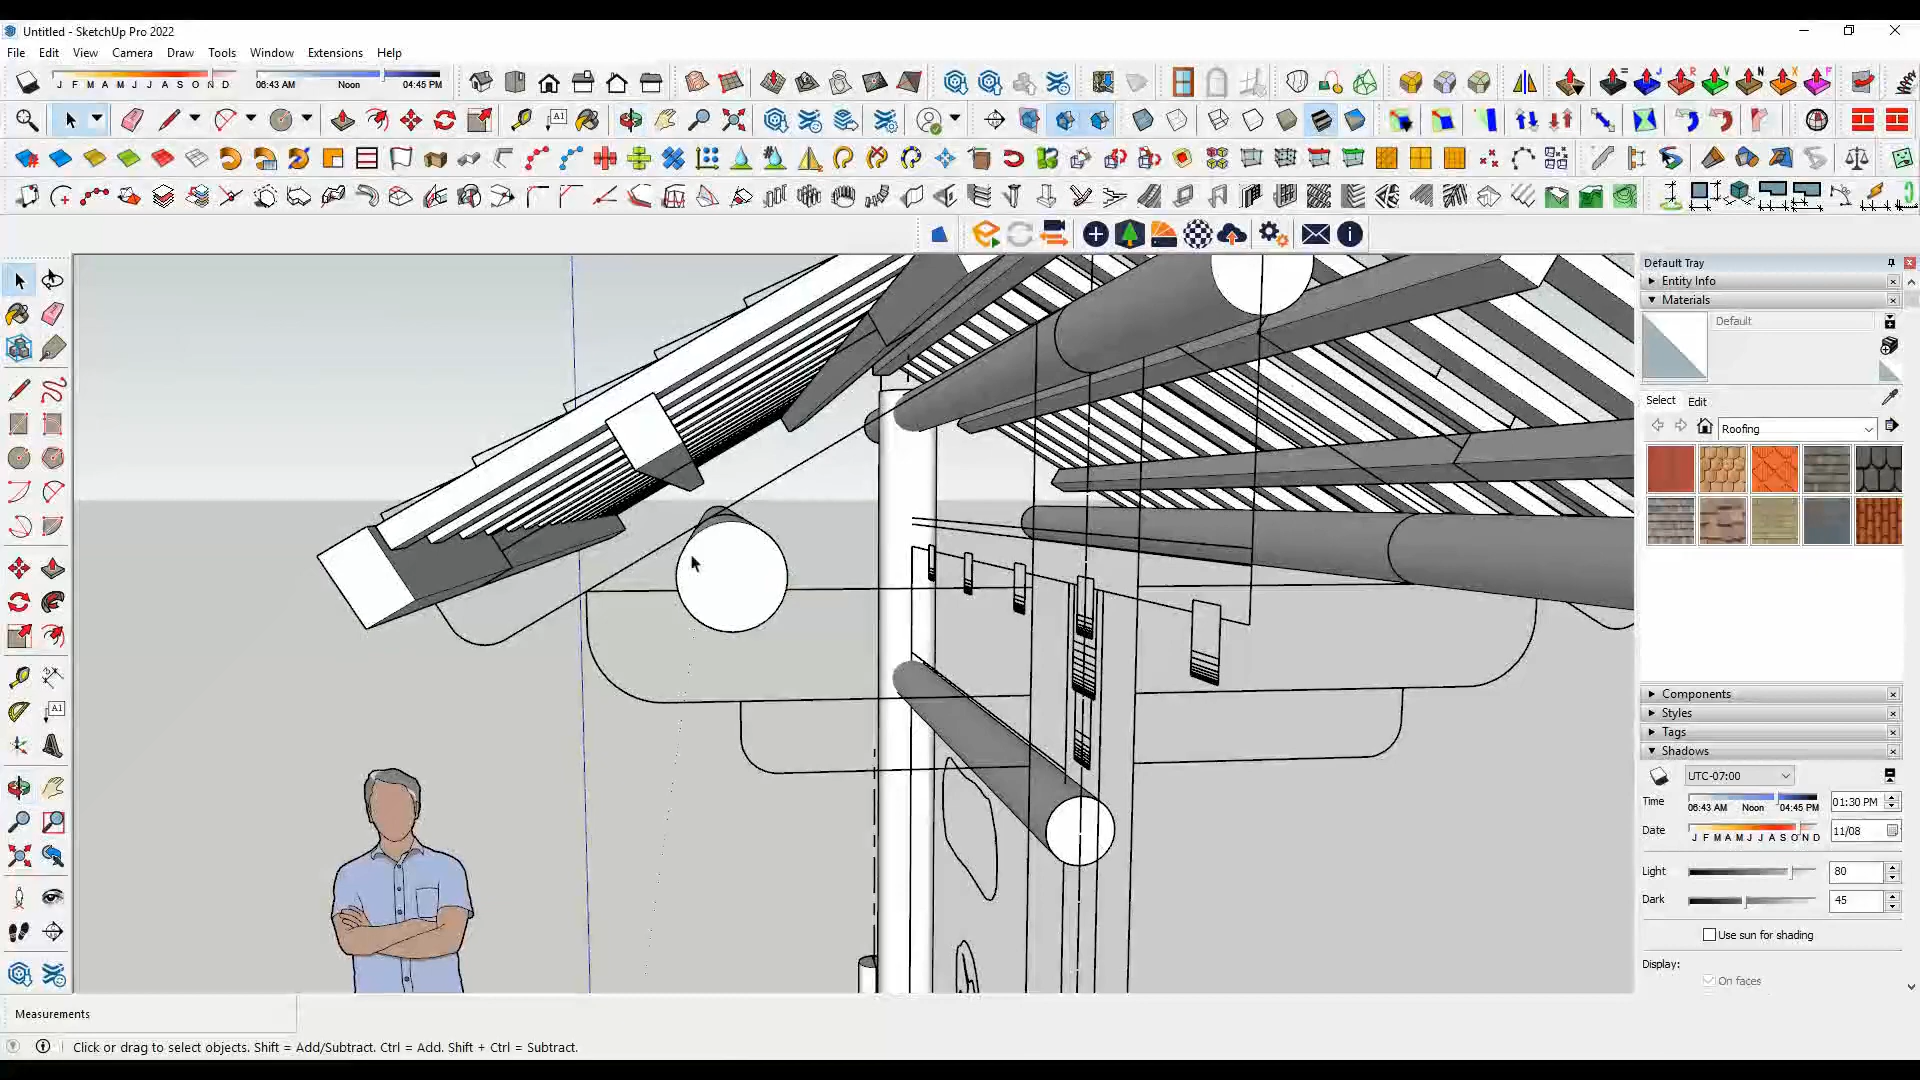 Untitled - SketchUp Pro 2022
File Edit View Camera Draw Tools Window Extensions Help
J F M A M J J A S O N D
06:43 AM Noon 04:45 PM
A1
Default Tray
Entity Info
Materials
Default
Select Edit
Roofing
A1
Components
Styles
Tags
Shadows
UTC-07:00
Time 06:43 AM Noon 04:45 PM 01:30 PM
Date J F M A M J J A S O N D 11/08
Light 80
Dark 45
Use sun for shading
Display:
On faces
Measurements
Click or drag to select objects. Shift = Add/Subtract. Ctrl = Add. Shift + Ctrl = Subtract.